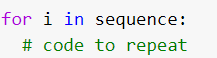 for i in sequence:
  # code to repeat